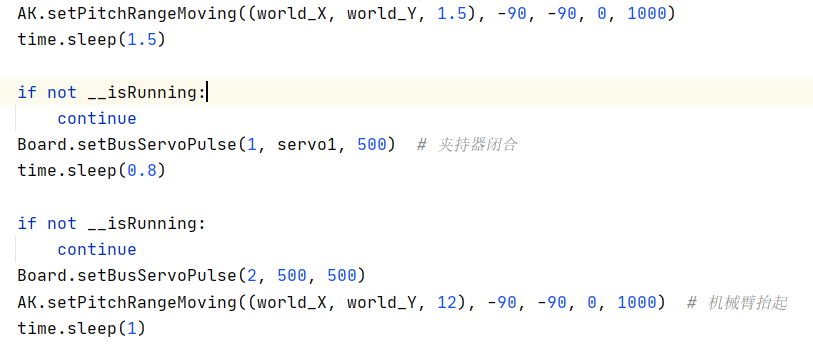 AK.setPitchRangeMoving((world_X, world_Y, 1.5), -90, -90, 0, 1000)
time.sleep(1.5)
if not __isRunning:
continue
Board.setBusServoPulse(1, servo1, 500)  # 夹持器闭合
time.sleep(0.8)
if not __isRunning:
continue
Board.setBusServoPulse(2, 500, 500)
AK.setPitchRangeMoving((world_X, world_Y, 12), -90, -90, 0, 1000)  # 机械臂抬起
time.sleep(1)